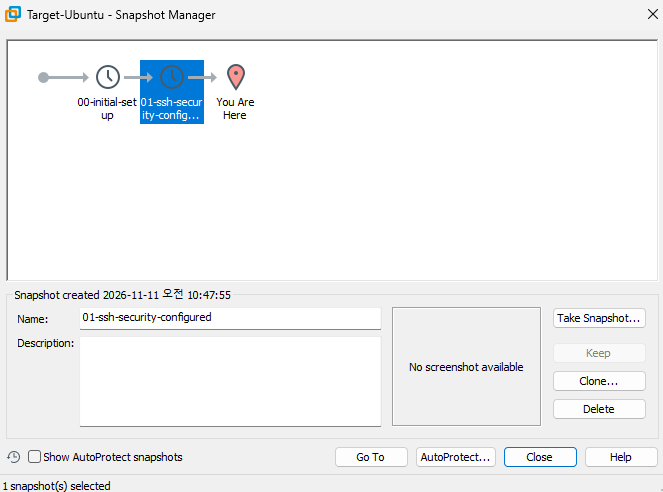 Target-Ubuntu - Snapshot Manager
00-initial-set
up
01-ssh-secur
ity-config...
You Are
Here
Snapshot created 2026-11-11 오전 10:47:55
Name:
01-ssh-security-configured
Description:
No screenshot available
Take Snapshot...
Keep
Clone...
Delete
Show AutoProtect snapshots
Go To
AutoProtect...
Close
Help
1 snapshot(s) selected